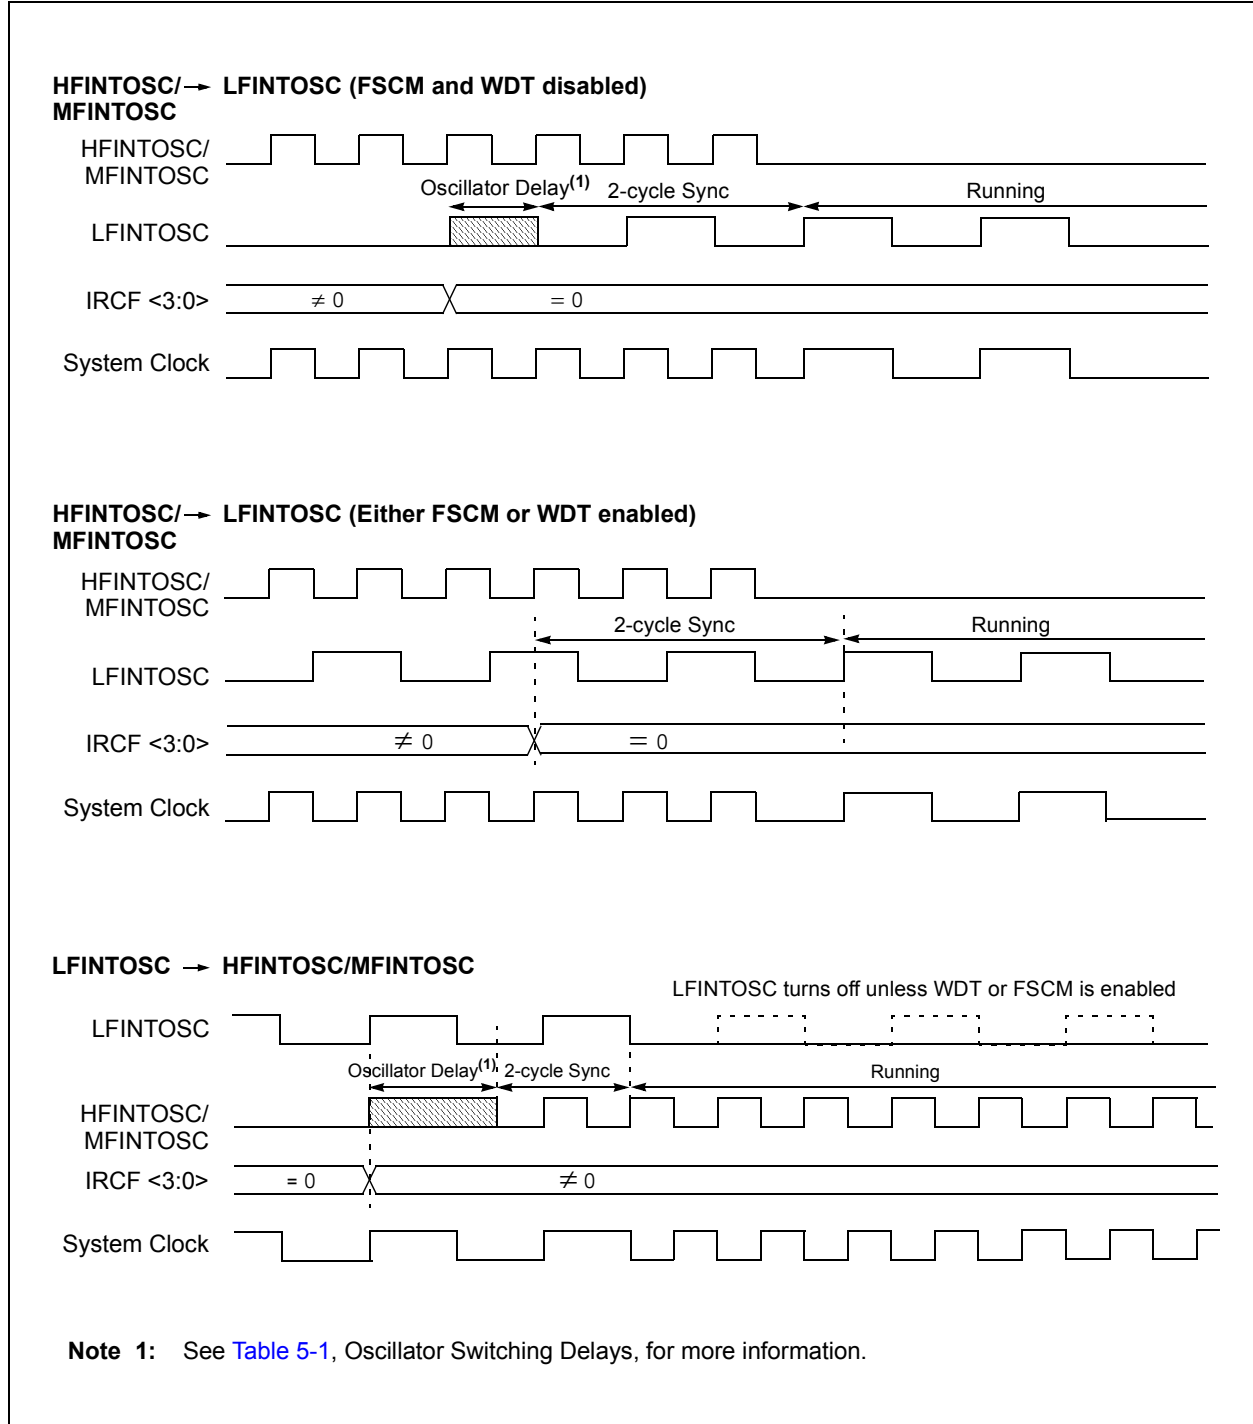 HFINTOSC/→ LFINTOSC (FSCM and WDT disabled)
MFINTOSC
HFINTOSC/
MFINTOSC
Oscillator Delay(1) 2-cycle Sync Running
LFINTOSC
IRCF <3:0> ≠ 0 = 0
System Clock
HFINTOSC/→ LFINTOSC (Either FSCM or WDT enabled)
MFINTOSC
HFINTOSC/
MFINTOSC
2-cycle Sync Running
LFINTOSC
IRCF <3:0> ≠ 0 = 0
System Clock
LFINTOSC → HFINTOSC/MFINTOSC
LFINTOSC turns off unless WDT or FSCM is enabled
LFINTOSC
Oscillator Delay(1) 2-cycle Sync Running
HFINTOSC/
MFINTOSC
IRCF <3:0> = 0 ≠ 0
System Clock
Note 1: See Table 5-1, Oscillator Switching Delays, for more information.